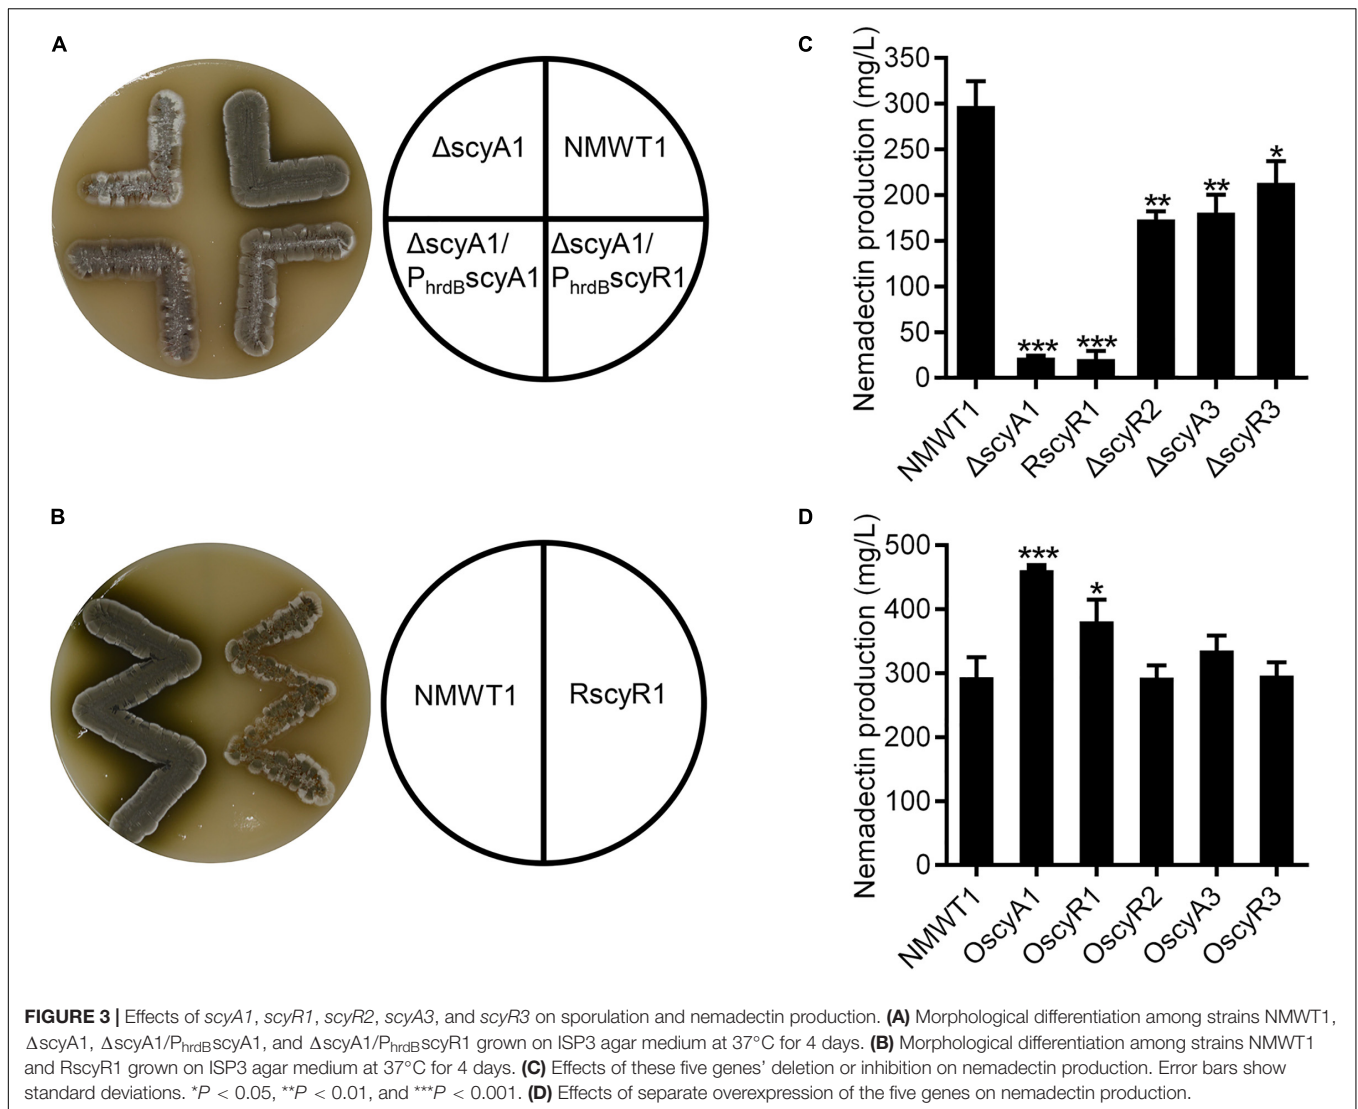 A
ΔscyA1
NMWT1
ΔscyA1/
PhrdBscyA1
ΔscyA1/
PhrdBscyR1
C
Nemadectin production (mg/L)
350
300
250
200
150
100
50
0
***
***
**
**
*
NMWT1
ΔscyA1
RscyR1
ΔscyR2
ΔscyA3
ΔscyR3
B
NMWT1
RscyR1
D
Nemadectin production (mg/L)
500
400
300
200
100
0
***
*
NMWT1
OscyA1
OscyR1
OscyR2
OscyA3
OscyR3
FIGURE 3 | Effects of scyA1, scyR1, scyR2, scyA3, and scyR3 on sporulation and nemadectin production. (A) Morphological differentiation among strains NMWT1,
ΔscyA1, ΔscyA1/PhrdBscyA1, and ΔscyA1/PhrdBscyR1 grown on ISP3 agar medium at 37°C for 4 days. (B) Morphological differentiation among strains NMWT1
and RscyR1 grown on ISP3 agar medium at 37°C for 4 days. (C) Effects of these five genes’ deletion or inhibition on nemadectin production. Error bars show
standard deviations. *P < 0.05, **P < 0.01, and ***P < 0.001. (D) Effects of separate overexpression of the five genes on nemadectin production.